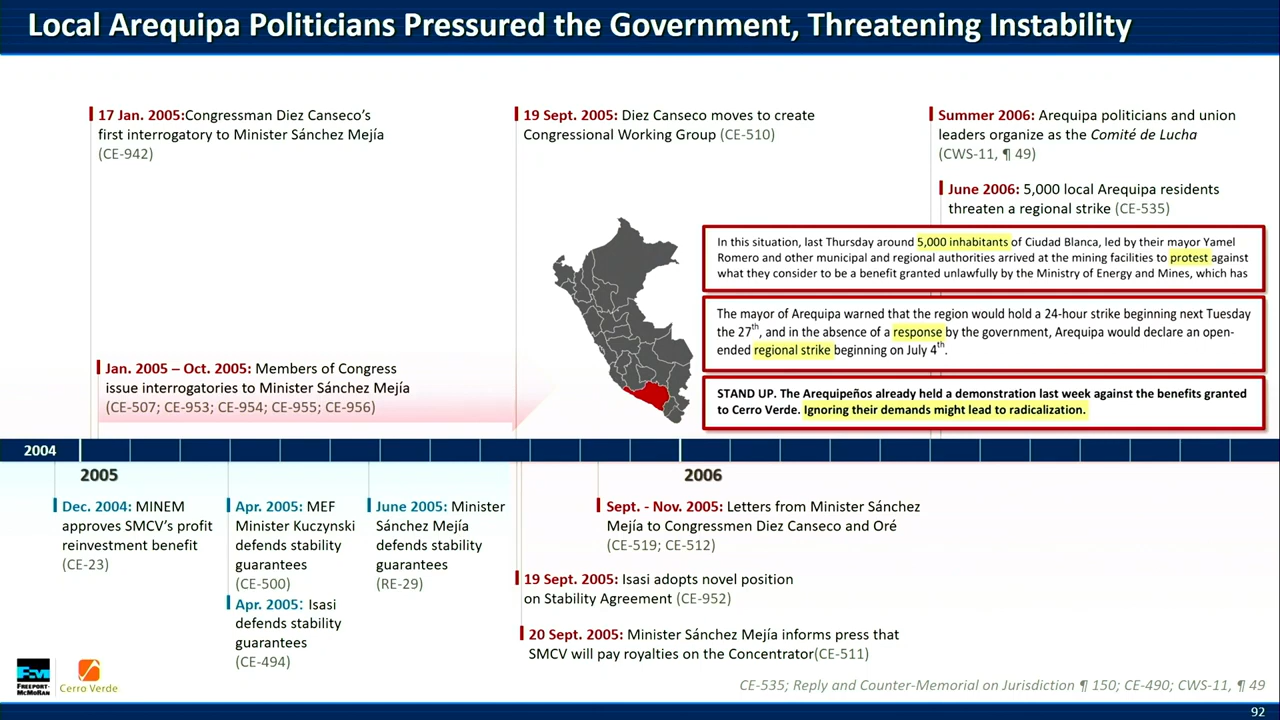 Local Arequipa Politicians Pressured the Government, Threatening Instability
17 Jan. 2005:Congressman Diez Canseco's
first interrogatory to Minister Sánchez Mejía
(CE-942)
19 Sept. 2005: Diez Canseco moves to create
Congressional Working Group (CE-510)
Summer 2006: Arequipa politicians and union
leaders organize as the Comité de Lucha
(CWS-11, ¶ 49)
June 2006: 5,000 local Arequipa residents
threaten a regional strike (CE-535)
In this situation, last Thursday around 5,000 inhabitants of Ciudad Blanca, led by their mayor Yamel
Romero and other municipal and regional authorities arrived at the mining facilities to protest against
what they consider to be a benefit granted unlawfully by the Ministry of Energy and Mines, which has
The mayor of Arequipa warned that the region would hold a 24-hour strike beginning next Tuesday
the 27th, and in the absence of a response by the government, Arequipa would declare an open-
ended regional strike beginning on July 4th.
STAND UP. The Arequipeños already held a demonstration last week against the benefits granted
to Cerro Verde. Ignoring their demands might lead to radicalization.
Jan. 2005 – Oct. 2005: Members of Congress
issue interrogatories to Minister Sánchez Mejía
(CE-507; CE-953; CE-954; CE-955; CE-956)
2004
2005
2006
Dec. 2004: MINEM
approves SMCV's profit
reinvestment benefit
(CE-23)
Apr. 2005: MEF
Minister Kuczynski
defends stability
guarantees
(CE-500)
Apr. 2005: Isasi
defends stability
guarantees
(CE-494)
June 2005: Minister
Sánchez Mejía
defends stability
guarantees
(RE-29)
Sept. - Nov. 2005: Letters from Minister Sánchez
Mejía to Congressmen Diez Canseco and Oré
(CE-519; CE-512)
19 Sept. 2005: Isasi adopts novel position
on Stability Agreement (CE-952)
20 Sept. 2005: Minister Sánchez Mejía informs press that
SMCV will pay royalties on the Concentrator(CE-511)
FREEPORT-
MCMORAN
Cerro Verde
CE-535; Reply and Counter-Memorial on Jurisdiction ¶ 150; CE-490; CWS-11, ¶ 49
92